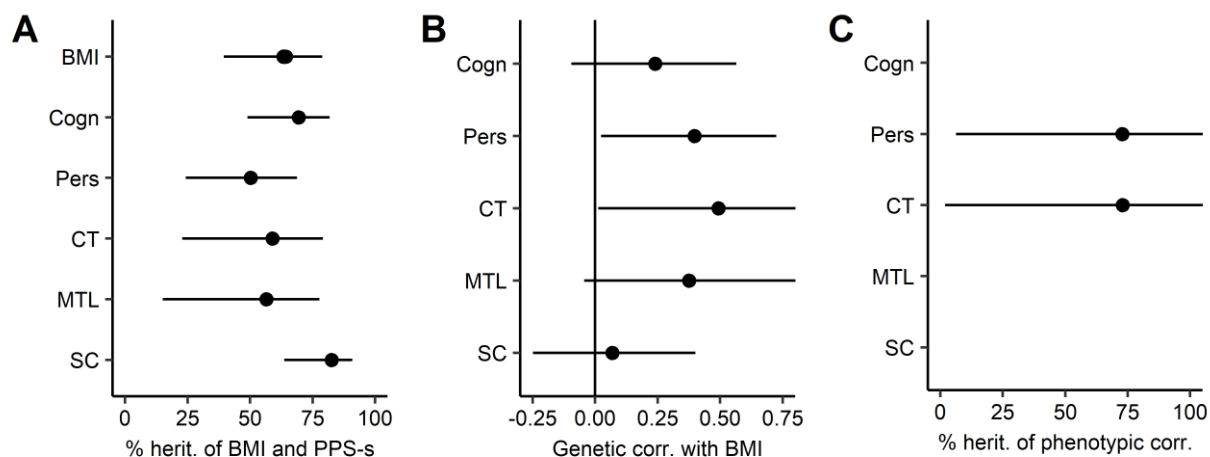 A
BMI
Cogn
Pers
CT
MTL
SC
0 25 50 75 100
% herit. of BMI and PPS-s
B
Cogn
Pers
CT
MTL
SC
-0.25 0.00 0.25 0.50 0.75
Genetic corr. with BMI
C
Cogn
Pers
CT
MTL
SC
0 25 50 75 100
% herit. of phenotypic corr.